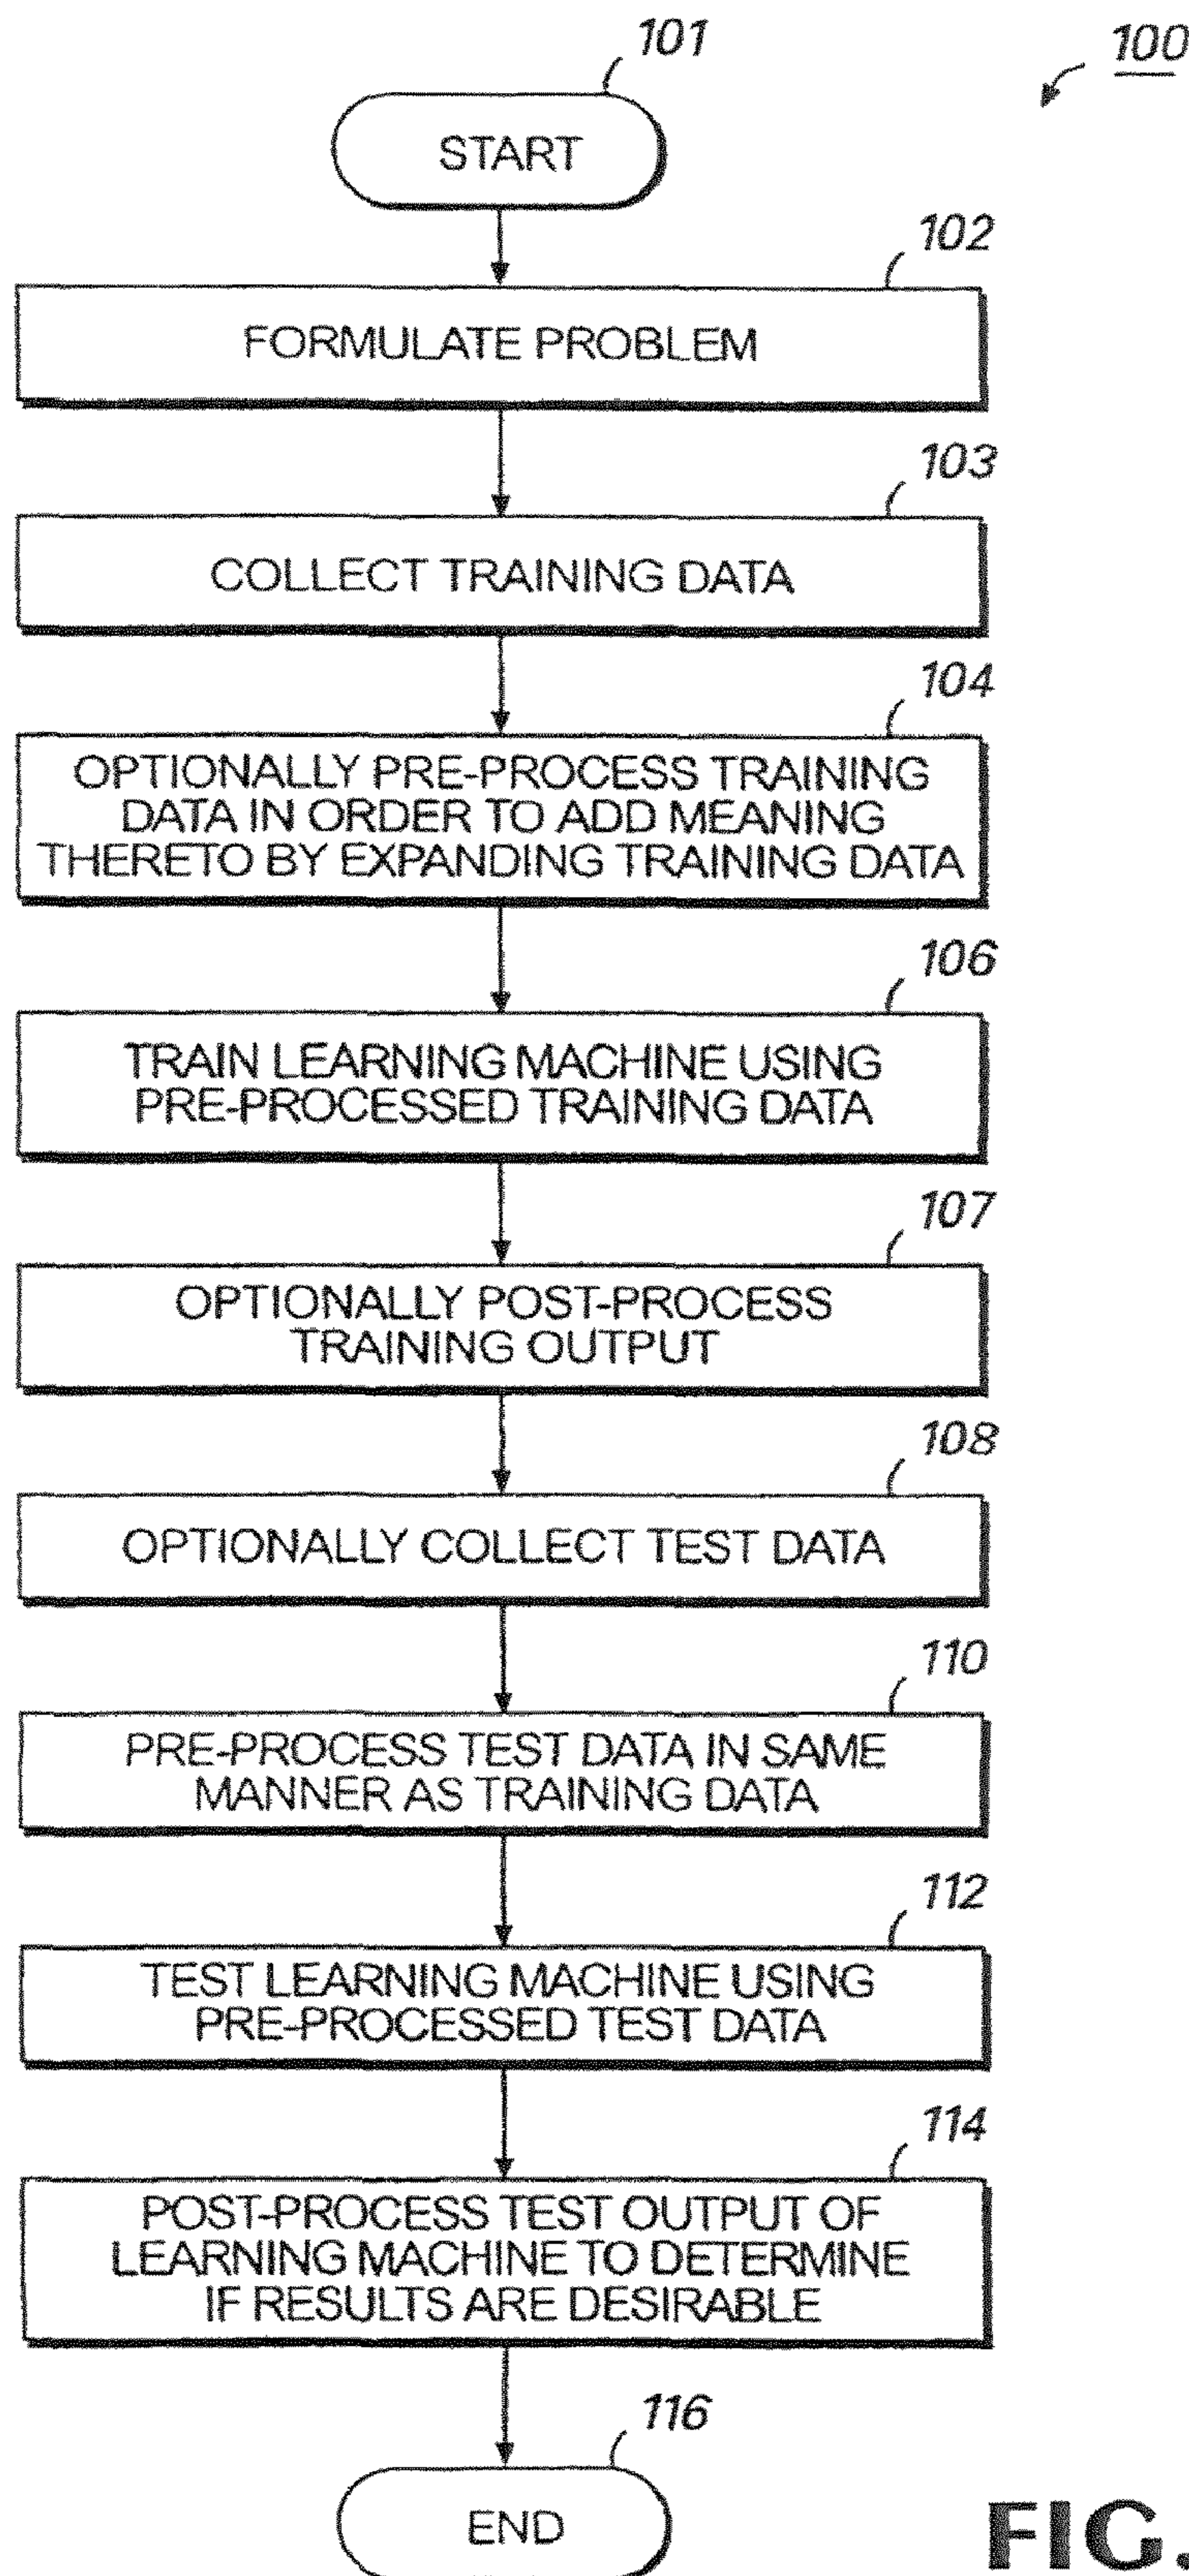 101
100
START
102
FORMULATE PROBLEM
103
COLLECT TRAINING DATA
104
OPTIONALLY PRE-PROCESS TRAINING
DATA IN ORDER TO ADD MEANING
THERETO BY EXPANDING TRAINING DATA
106
TRAIN LEARNING MACHINE USING
PRE-PROCESSED TRAINING DATA
107
OPTIONALLY POST-PROCESS
TRAINING OUTPUT
108
OPTIONALLY COLLECT TEST DATA
110
PRE-PROCESS TEST DATA IN SAME
MANNER AS TRAINING DATA
112
TEST LEARNING MACHINE USING
PRE-PROCESSED TEST DATA
114
POST-PROCESS TEST OUTPUT OF
LEARNING MACHINE TO DETERMINE
IF RESULTS ARE DESIRABLE
116
END
FIG.